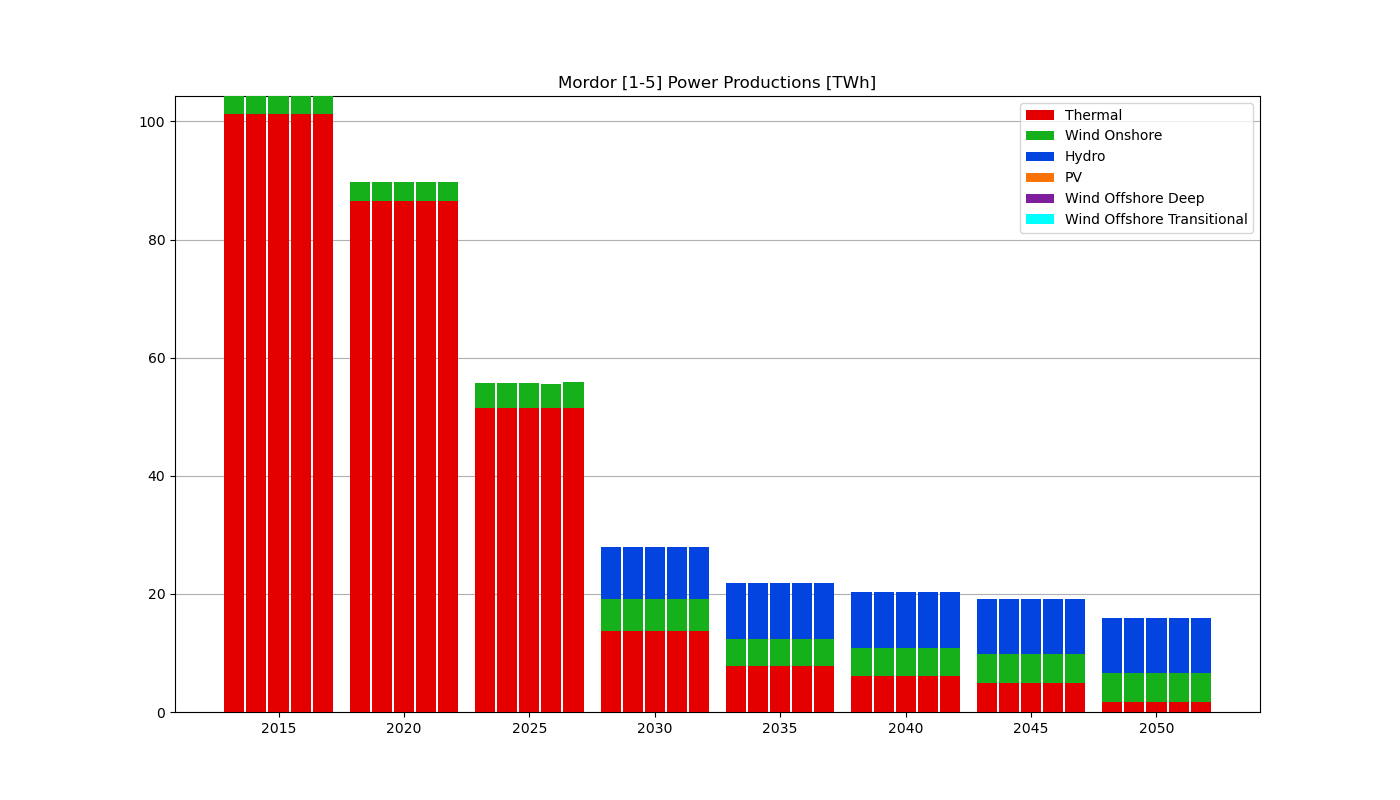 Mordor [1-5] Power Productions [TWh]
100
80
60
40
20
0
Thermal
Wind Onshore
Hydro
PV
Wind Offshore Deep
Wind Offshore Transitional
2015 2020 2025 2030 2035 2040 2045 2050